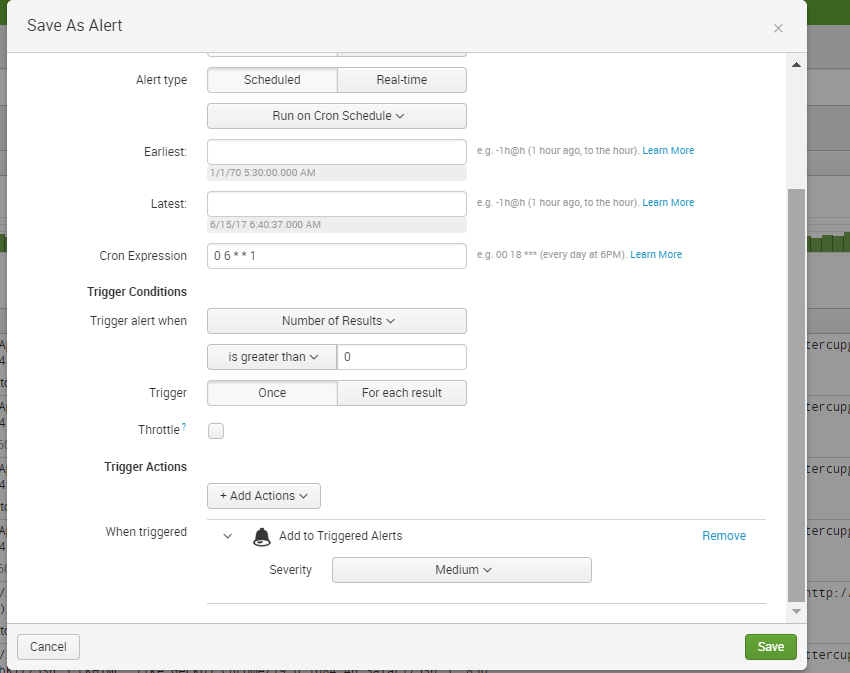 Save As Alert ×
Alert type Scheduled Real-time
Run on Cron Schedule
Earliest: e.g. -1h@h (1 hour ago, to the hour). Learn More
1/1/70 5:30:00.000 AM
Latest: e.g. -1h@h (1 hour ago, to the hour). Learn More
6/15/17 6:40:37.000 AM
Cron Expression 0 6 * * 1 e.g. 00 18 *** (every day at 6PM). Learn More
Trigger Conditions
Trigger alert when Number of Results
is greater than 0
Trigger Once For each result
Throttle ?
Trigger Actions
+ Add Actions
When triggered Add to Triggered Alerts Remove
Severity Medium
Cancel Save